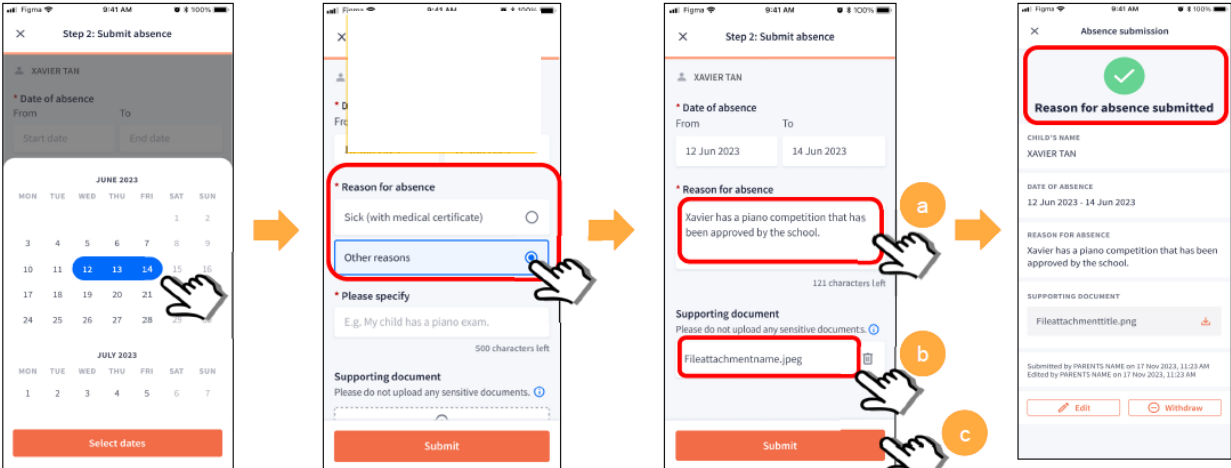 Figma
9:41 AM
100%
Step 2: Submit absence
XAVIER TAN
* Date of absence
From To
Start date End date
JUNE 2023
MON TUE WED THU FRI SAT SUN
1 2
3 4 5 6 7 8 9
10 11 12 13 14 15 16
17 18 19 20 21
24 25 26 27 28 29
JULY 2023
MON TUE WED THU FRI SAT SUN
1 2 3 4 5 6 7
Select dates
Figma
9:41 AM
100%
* Reason for absence
Sick (with medical certificate)
Other reasons
* Please specify
E.g. My child has a piano exam.
500 characters left
Supporting document
Please do not upload any sensitive documents.
Submit
Figma
9:41 AM
100%
Step 2: Submit absence
XAVIER TAN
* Date of absence
From To
12 Jun 2023 14 Jun 2023
* Reason for absence
a
Xavier has a piano competition that has
been approved by the school.
121 characters left
Supporting document
Please do not upload any sensitive documents.
Fileattachmentname.jpeg
b
Submit
c
Figma
9:41 AM
100%
Absence submission
Reason for absence submitted
CHILD'S NAME
XAVIER TAN
DATE OF ABSENCE
12 Jun 2023 - 14 Jun 2023
REASON FOR ABSENCE
Xavier has a piano competition that has been
approved by the school.
SUPPORTING DOCUMENT
Fileattachmenttitle.png
Submitted by PARENTS NAME on 17 Nov 2023, 11:23 AM
Edited by PARENTS NAME on 17 Nov 2023, 11:23 AM
Edit
Withdraw